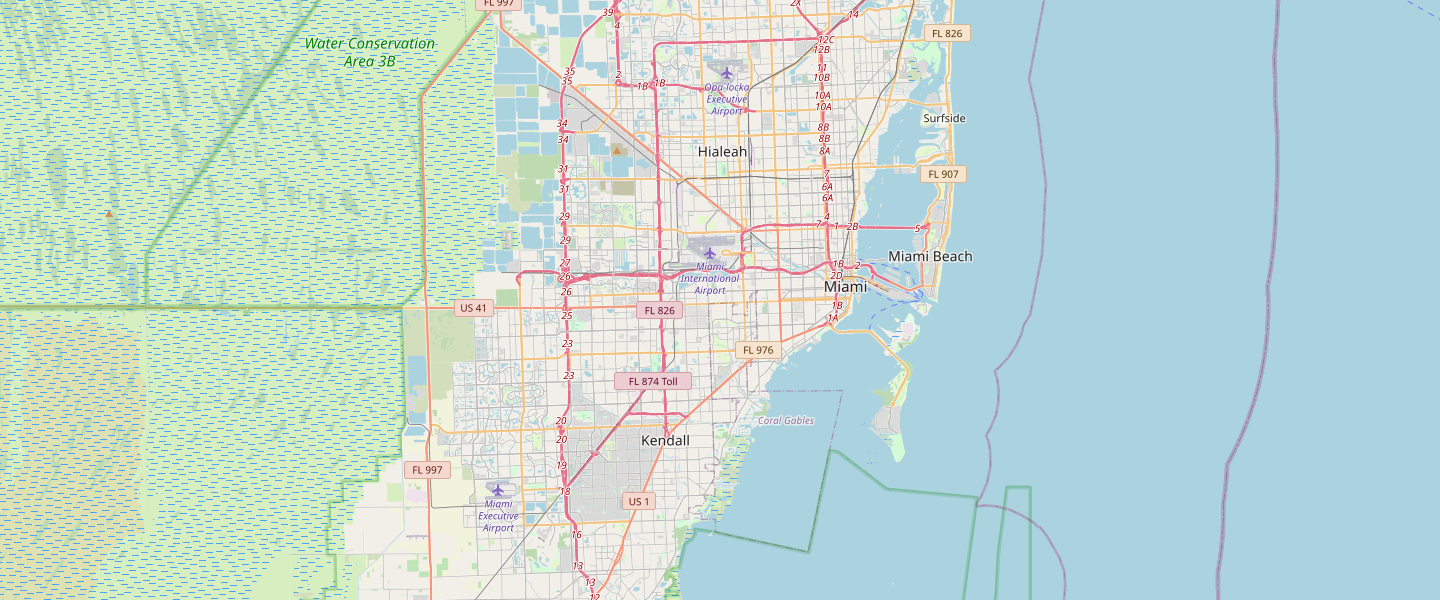 FL 997
39
4
2X
14
FL 826
12C
12B
Water Conservation
Area 3B
35
35
2
1B
1B
11
10B
Opa-locka
Executive
Airport
10A
10A
Surfside
34
34
8B
8B
8A
Hialeah
31
31
7
6A
6A
FL 907
29
29
4
7
1
2B
5
Miami Beach
27
26
26
Miami
International
Airport
1B
2
2D
Miami
US 41
FL 826
25
1B
1A
23
FL 976
23
FL 874 Toll
20
20
Coral Gables
Kendall
19
FL 997
18
Miami
Executive
Airport
US 1
16
13
13
12